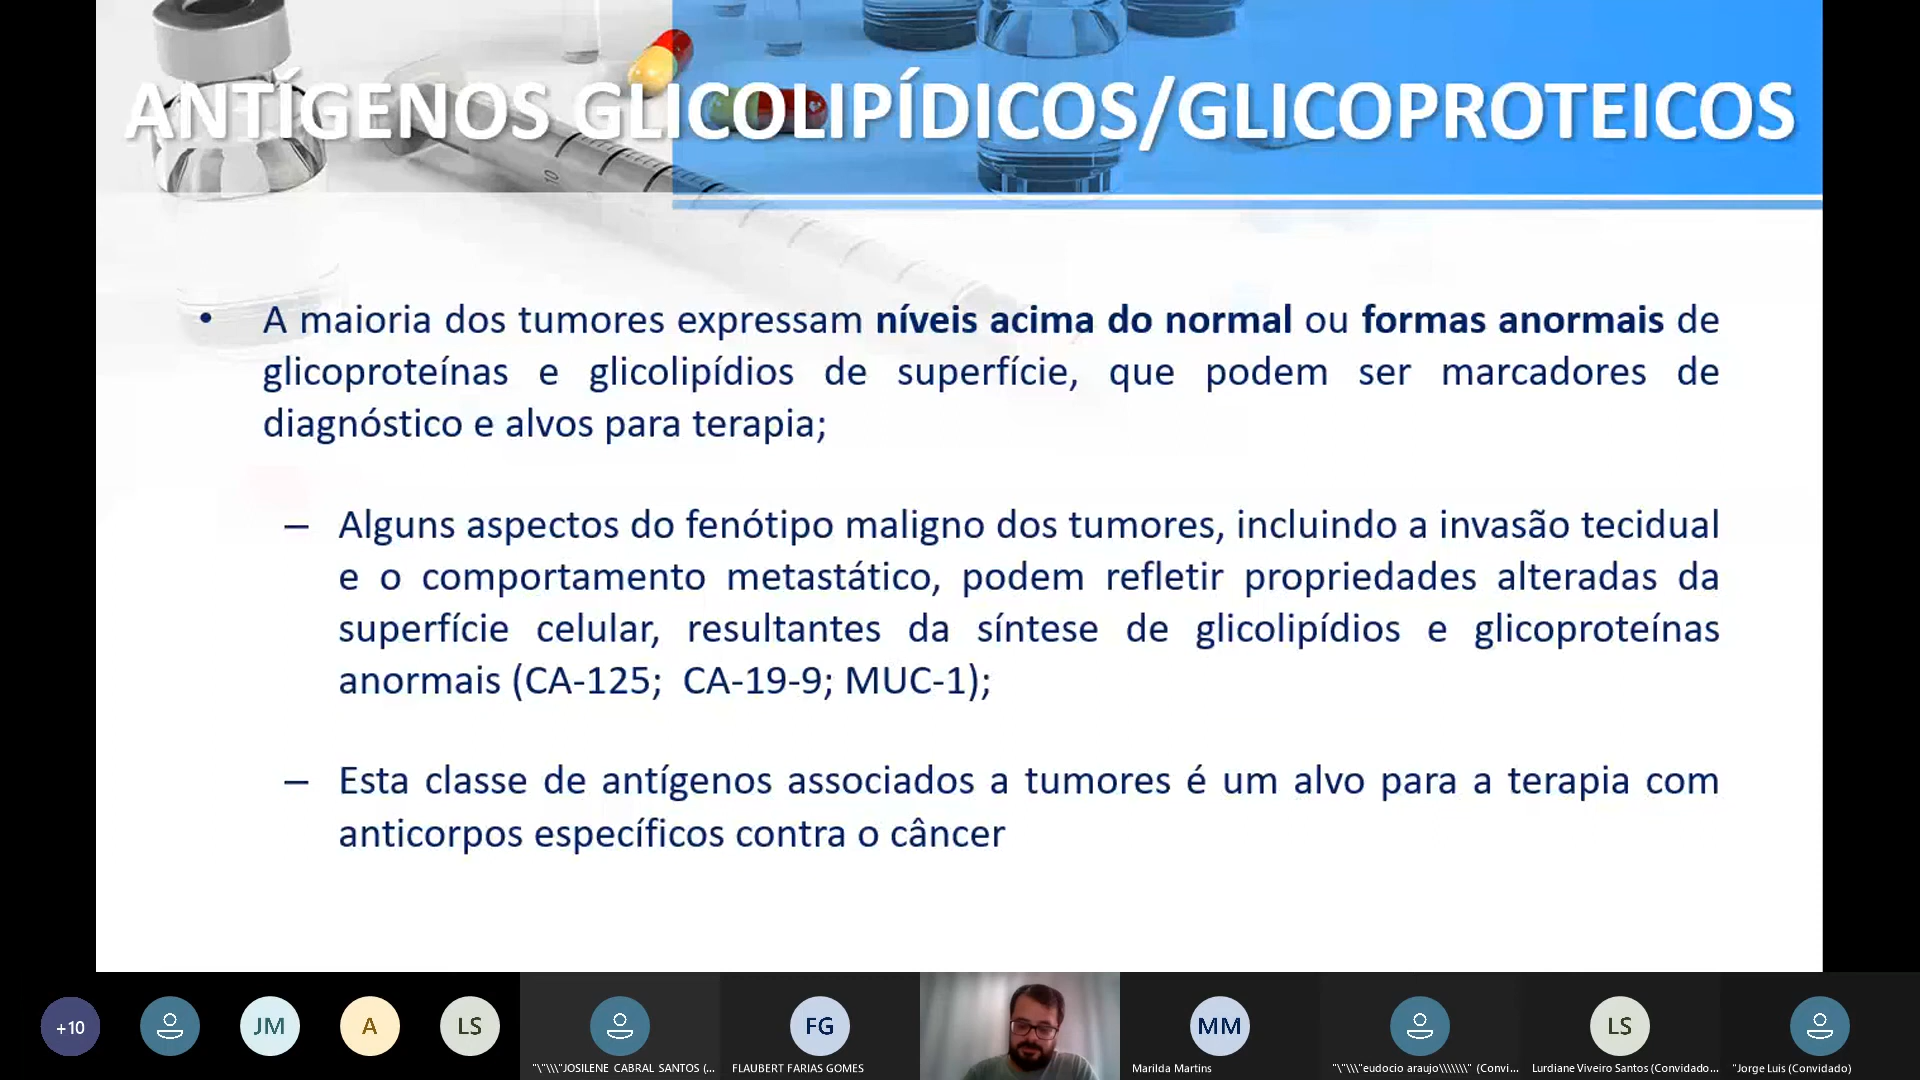 ANTÍGENOS GLICOLIPÍDICOS/GLICOPROTEICOS
10
• A maioria dos tumores expressam níveis acima do normal ou formas anormais de
glicoproteínas e glicolipídios de superfície, que podem ser marcadores de
diagnóstico e alvos para terapia;
– Alguns aspectos do fenótipo maligno dos tumores, incluindo a invasão tecidual
e o comportamento metastático, podem refletir propriedades alteradas da
superfície celular, resultantes da síntese de glicolipídios e glicoproteínas
anormais (CA-125; CA-19-9; MUC-1);
– Esta classe de antígenos associados a tumores é um alvo para a terapia com
anticorpos específicos contra o câncer
+10 JM A LS FG MM LS
"\"\\\"JOSILENE CABRAL SANTOS (... FLAUBERT FARIAS GOMES Marilda Martins "\"\\\"eudocio araujo\\\\\\\" (Convi... Lurdiane Viveiro Santos (Convidado... "Jorge Luis (Convidado)